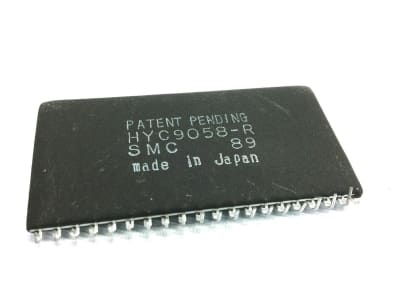 PATENT PENDING
HYC9058-R
SMC 89
made in Japan